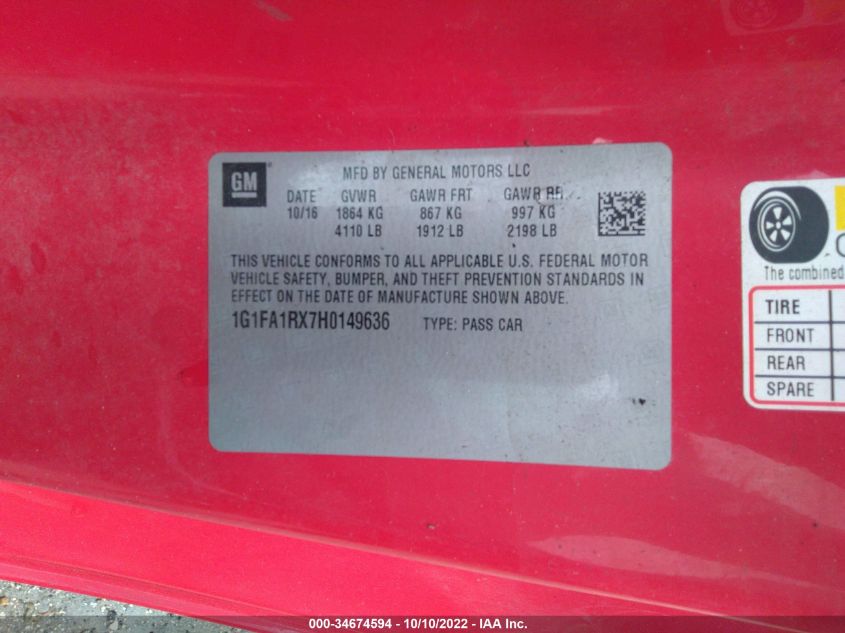 GM
MFD BY GENERAL MOTORS LLC
DATE GVWR GAWR FRT GAWR RR
10/16 1864 KG 867 KG 997 KG
4110 LB 1912 LB 2198 LB
THIS VEHICLE CONFORMS TO ALL APPLICABLE U.S. FEDERAL MOTOR
VEHICLE SAFETY, BUMPER, AND THEFT PREVENTION STANDARDS IN
EFFECT ON THE DATE OF MANUFACTURE SHOWN ABOVE.
1G1FA1RX7H0149636 TYPE: PASS CAR
The combined
TIRE
FRONT
REAR
SPARE
000-34674594 - 10/10/2022 - IAA Inc.